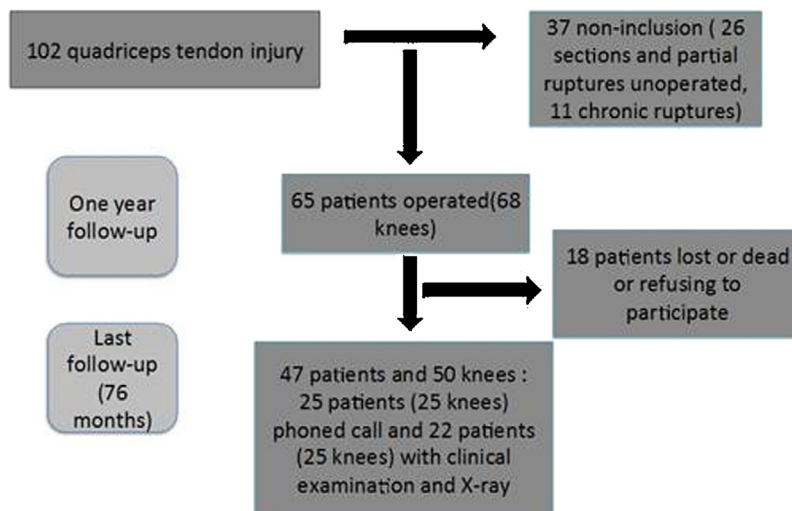 102 quadriceps tendon injury
37 non-inclusion ( 26
sections and partial
ruptures unoperated,
11 chronic ruptures)
One year
follow-up
65 patients operated(68
knees)
18 patients lost or dead
or refusing to
participate
Last
follow-up
(76
months)
47 patients and 50 knees :
25 patients (25 knees)
phoned call and 22 patients
(25 knees) with clinical
examination and X-ray